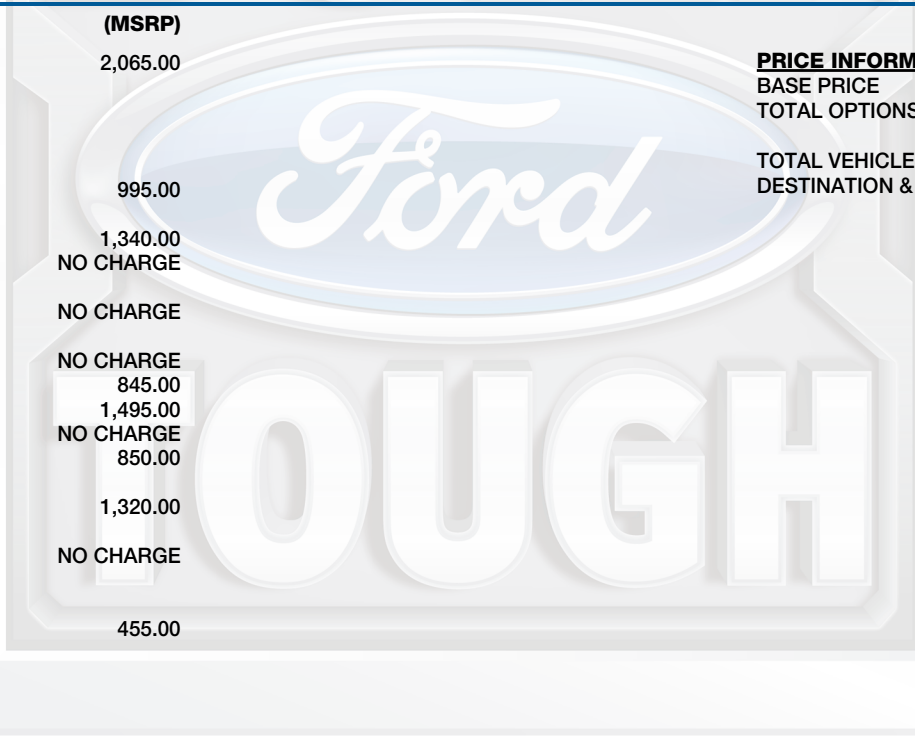 (MSRP)
2,065.00
995.00
1,340.00
NO CHARGE
NO CHARGE
NO CHARGE
845.00
1,495.00
NO CHARGE
850.00
1,320.00
NO CHARGE
455.00
PRICE INFORM
BASE PRICE
TOTAL OPTIONS
TOTAL VEHICLE
DESTINATION &
Ford
TOUGH